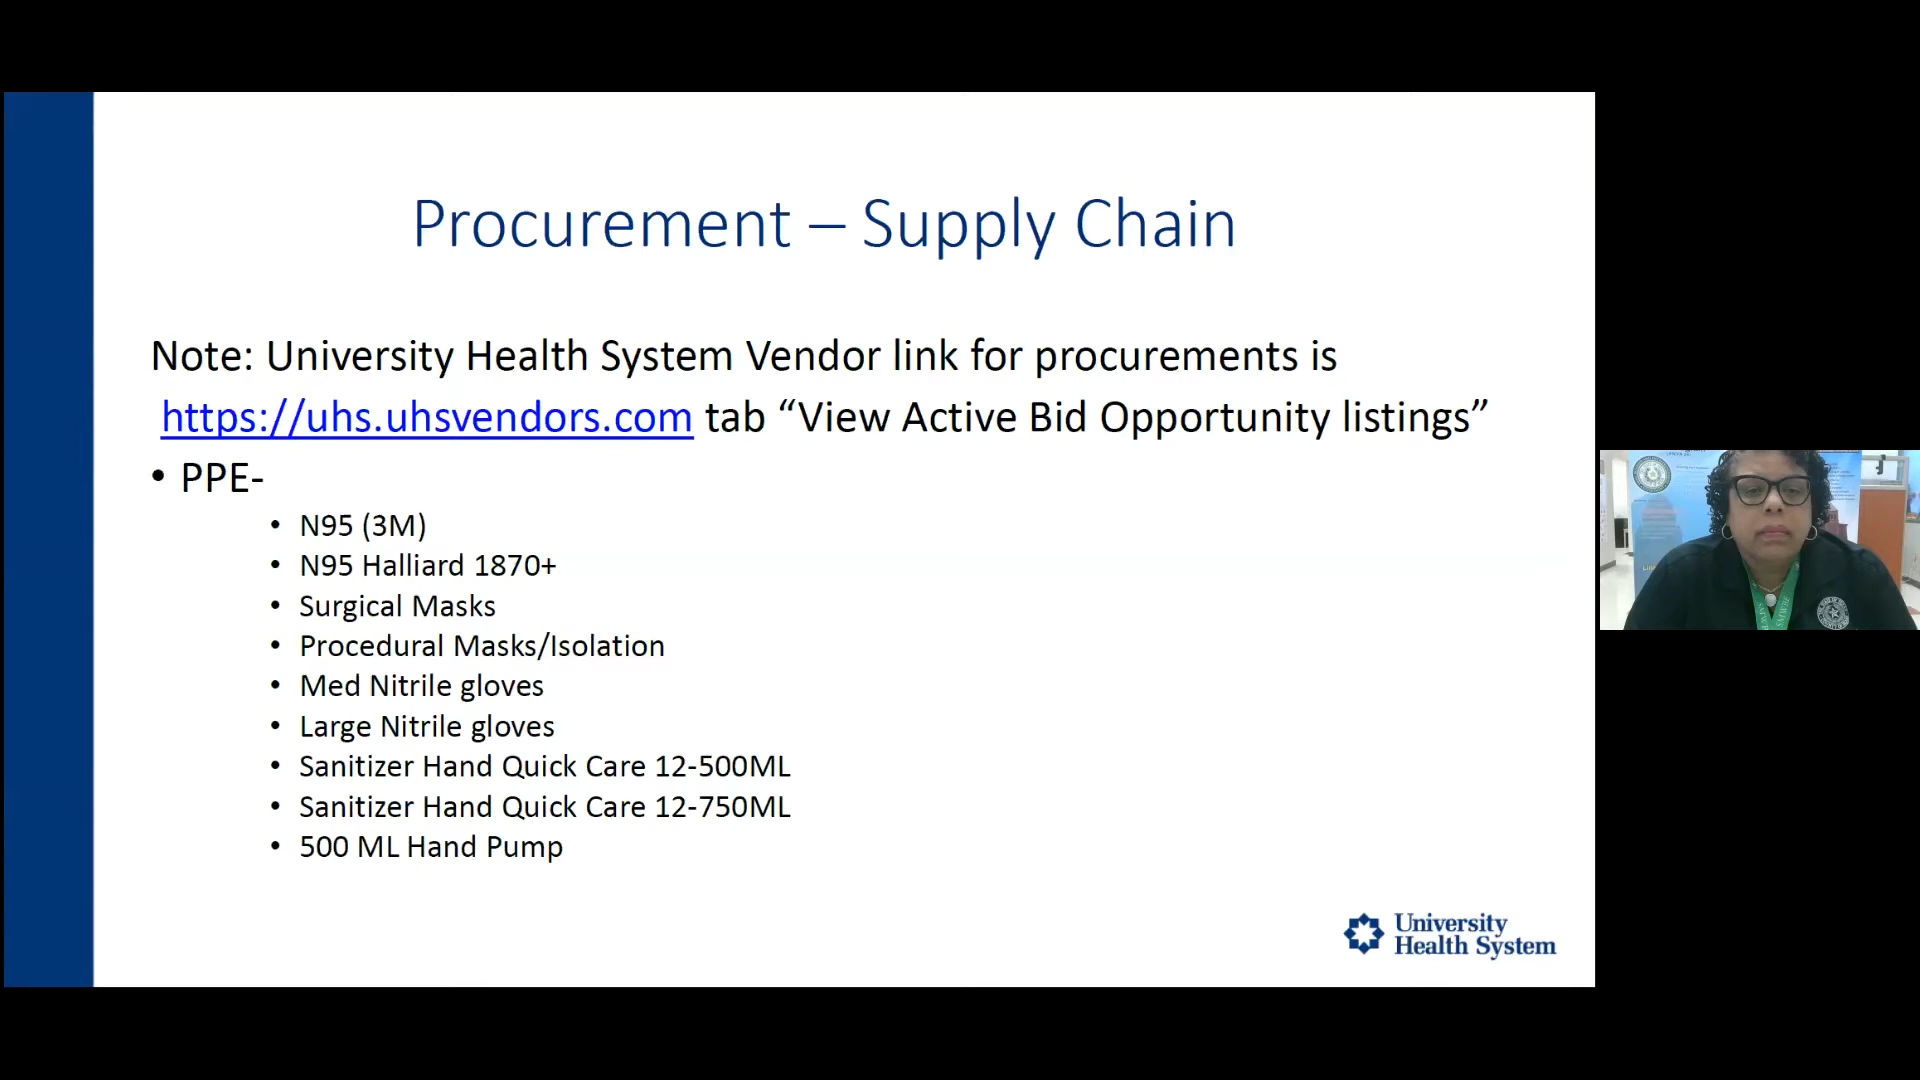 Procurement – Supply Chain
Note: University Health System Vendor link for procurements is
https://uhs.uhsvendors.com tab “View Active Bid Opportunity listings”
• PPE-
• N95 (3M)
• N95 Halliard 1870+
• Surgical Masks
• Procedural Masks/Isolation
• Med Nitrile gloves
• Large Nitrile gloves
• Sanitizer Hand Quick Care 12-500ML
• Sanitizer Hand Quick Care 12-750ML
• 500 ML Hand Pump
University
Health System